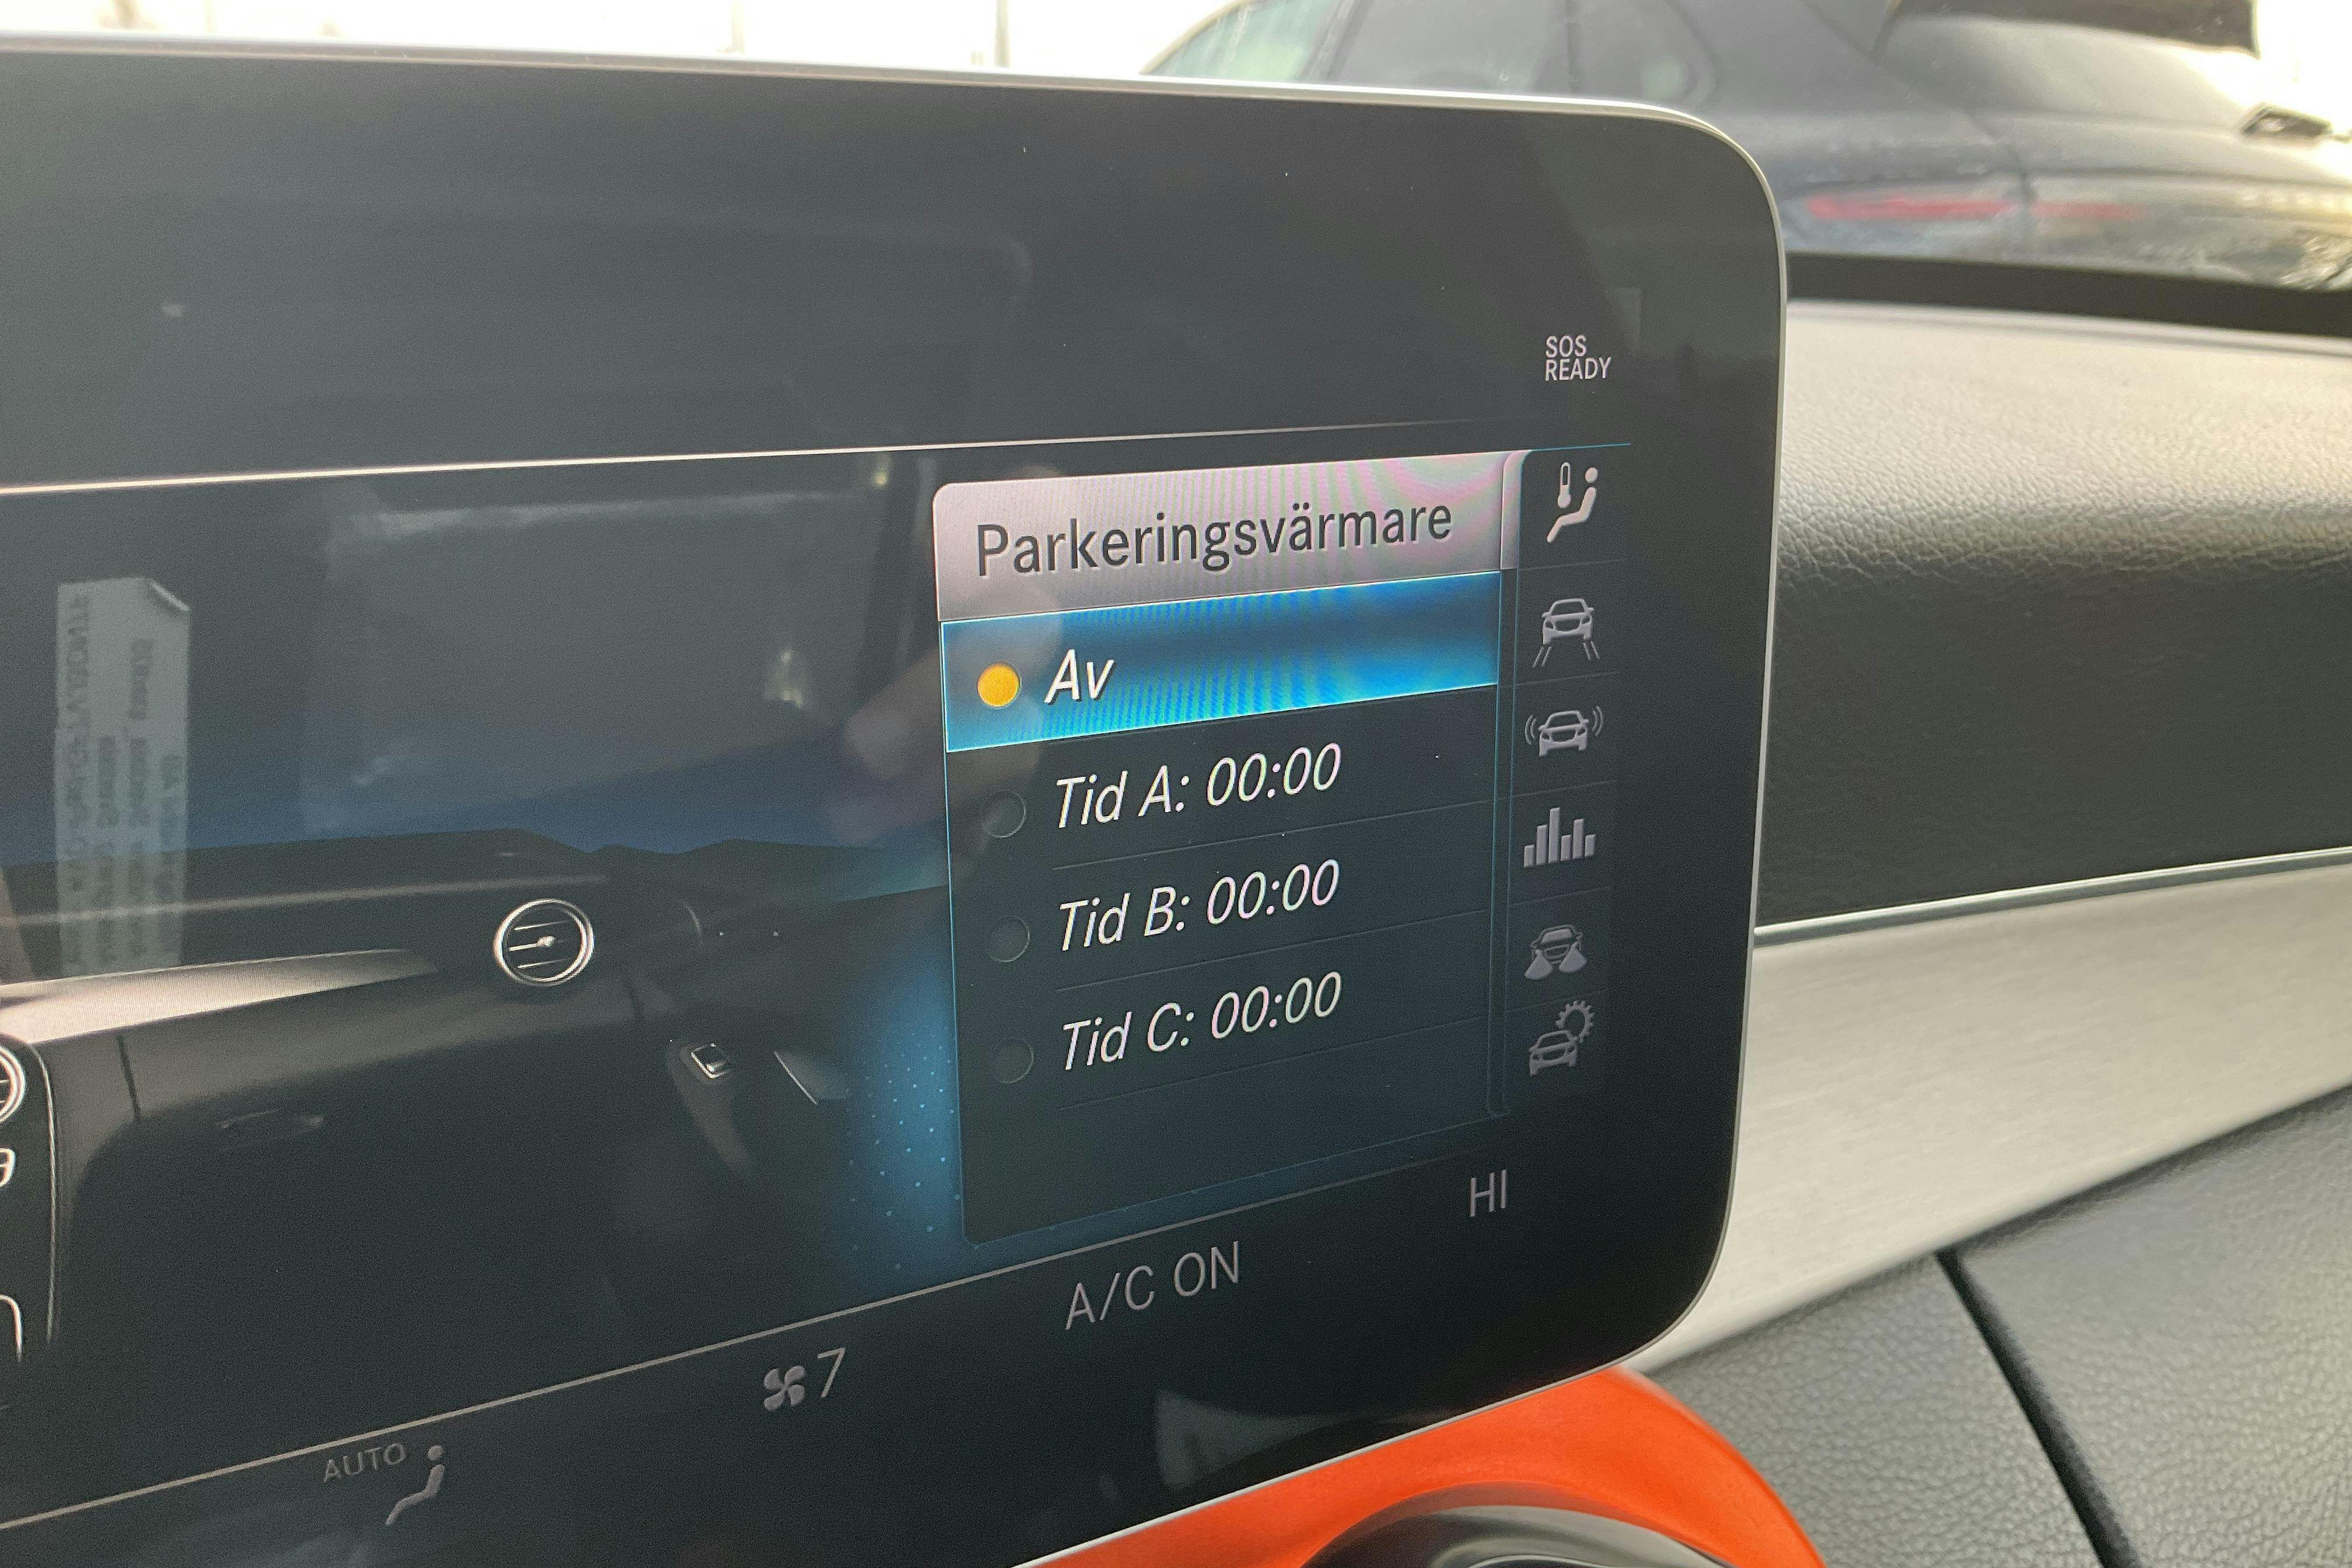 SOS
READY
Parkeringsvärmare
Av
Tid A: 00:00
Tid B: 00:00
Tid C: 00:00
HI
A/C ON
7
AUTO